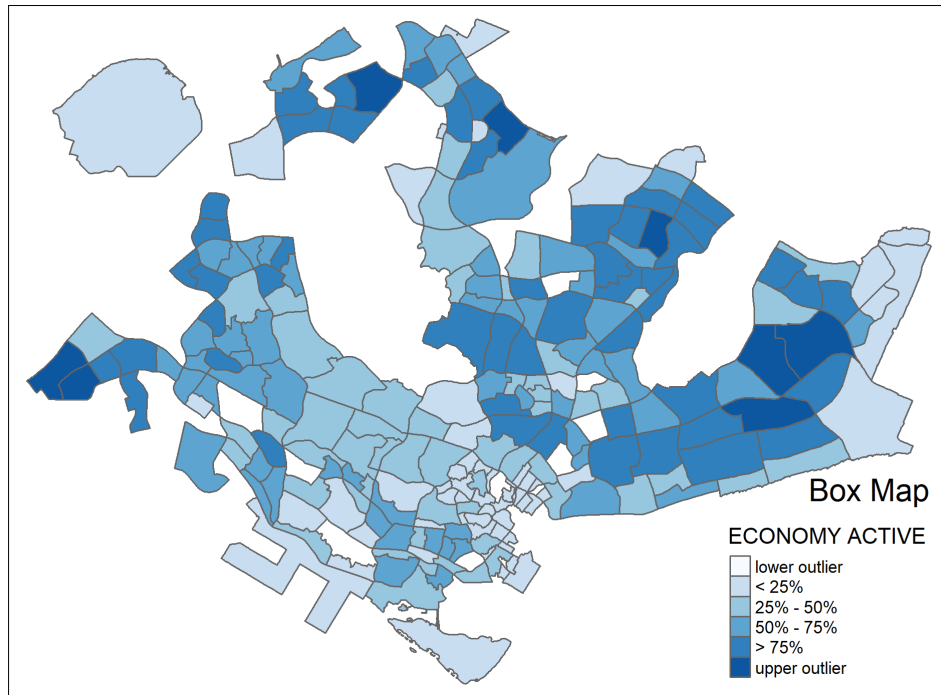 Box Map
ECONOMY ACTIVE
lower outlier
< 25%
25% - 50%
50% - 75%
> 75%
upper outlier